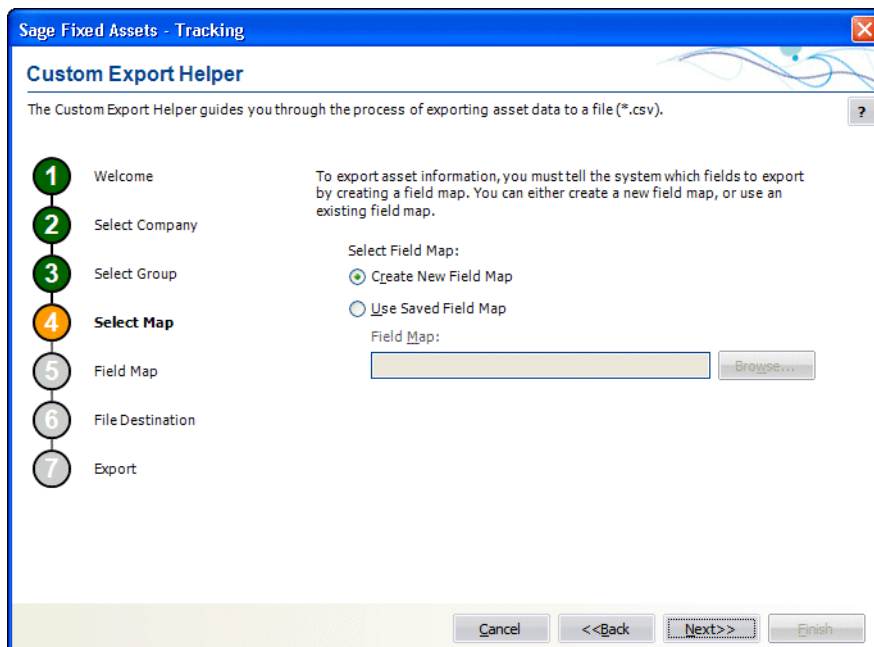 Sage Fixed Assets - Tracking
Custom Export Helper
The Custom Export Helper guides you through the process of exporting asset data to a file (*.csv).
?
1 Welcome
2 Select Company
3 Select Group
4 Select Map
5 Field Map
6 File Destination
7 Export
To export asset information, you must tell the system which fields to export
by creating a field map. You can either create a new field map, or use an
existing field map.
Select Field Map:
Create New Field Map
Use Saved Field Map
Field Map:
Browse...
Cancel
<<Back
Next>>
Finish